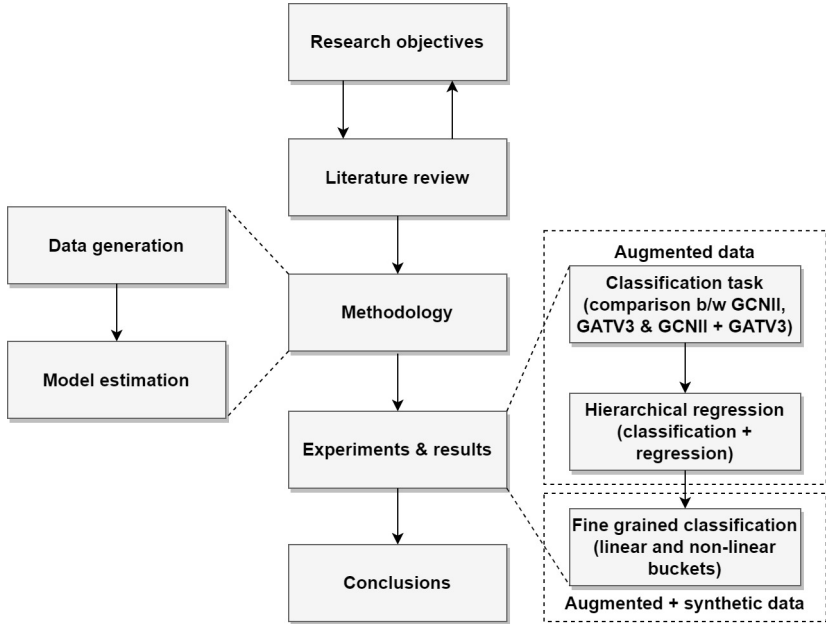 Research objectives
Literature review
Data generation
Model estimation
Methodology
Experiments & results
Conclusions
Augmented data
Classification task
(comparison b/w GCNII,
GATV3 & GCNII + GATV3)
Hierarchical regression
(classification +
regression)
Fine grained classification
(linear and non-linear
buckets)
Augmented + synthetic data